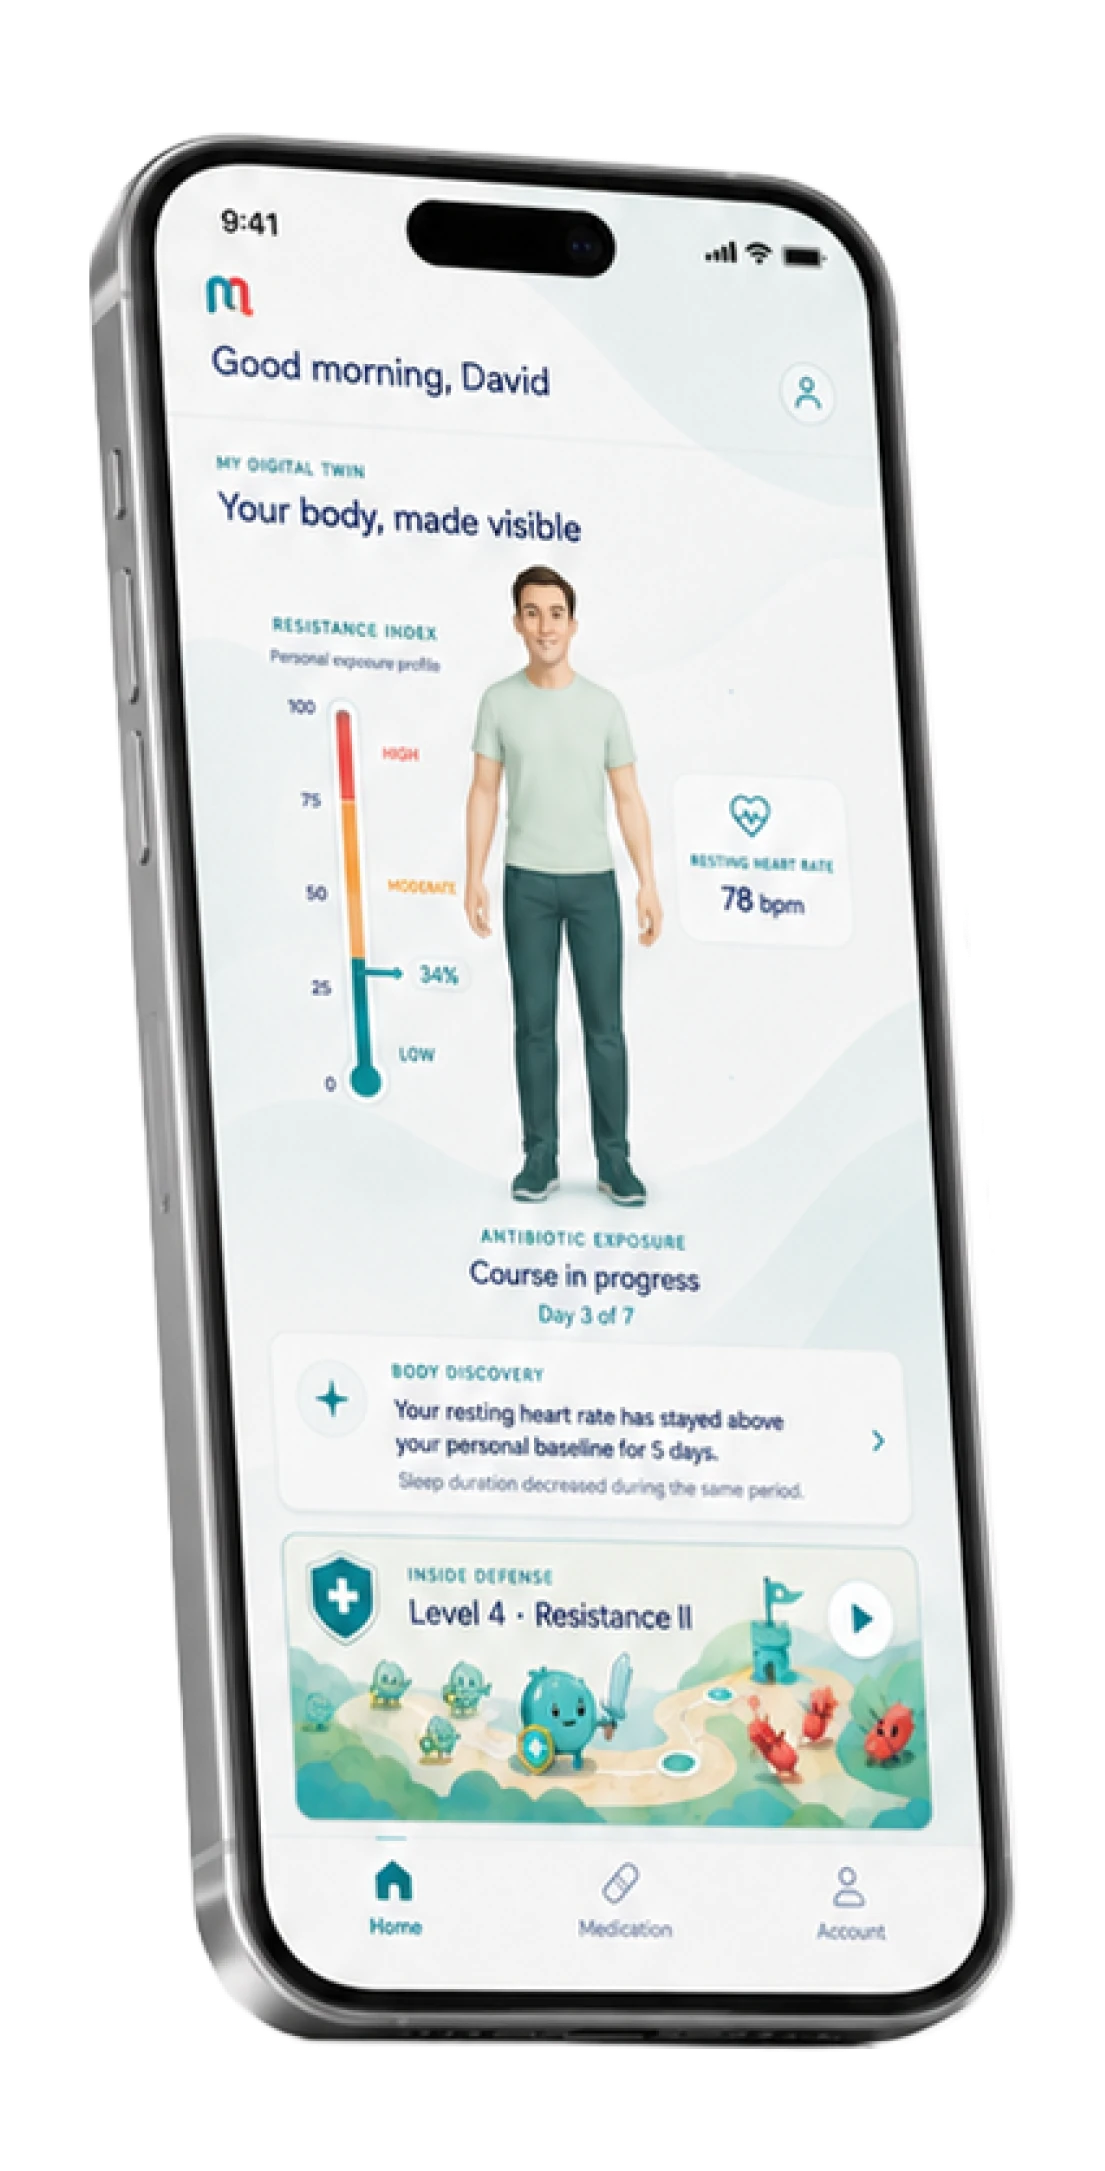 9:41
m
Good morning, David
MY DIGITAL TWIN
Your body, made visible
RESISTANCE INDEX
Personal exposure profile
100
HIGH
75
MODERATE
50
34%
25
LOW
0
RESTING HEART RATE
78 bpm
ANTIBIOTIC EXPOSURE
Course in progress
Day 3 of 7
BODY DISCOVERY
Your resting heart rate has stayed above
your personal baseline for 5 days.
Sleep duration decreased during the same period.
INSIDE DEFENSE
Level 4 · Resistance II
Home
Medication
Account